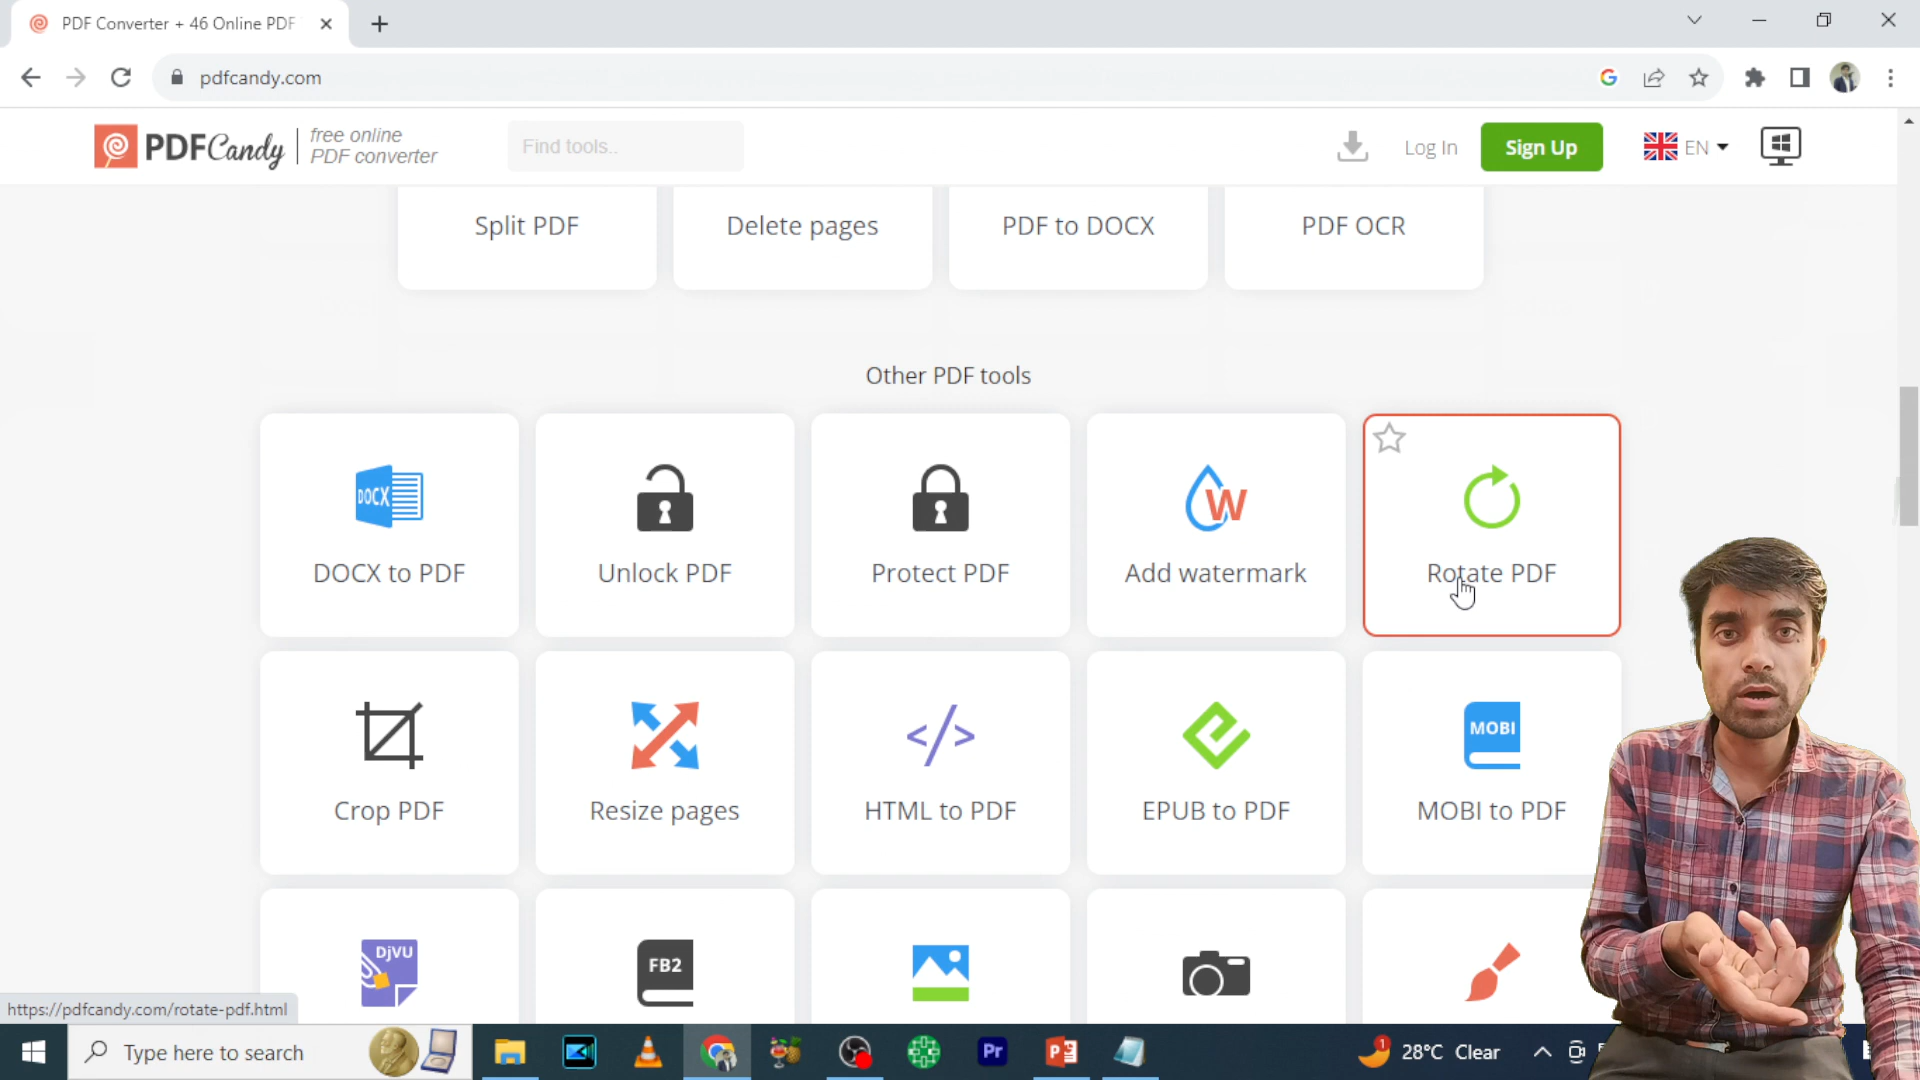 PDF Converter + 46 Online PDF
pdfcandy.com
PDFCandy
free online
PDF converter
Find tools..
Log In
Sign Up
EN
Split PDF
Delete pages
PDF to DOCX
PDF OCR
Other PDF tools
DOCX
DOCX to PDF
Unlock PDF
Protect PDF
W
Add watermark
Rotate PDF
Crop PDF
Resize pages
</>
HTML to PDF
EPUB to PDF
MOBI
MOBI to PDF
DjVU
FB2
https://pdfcandy.com/rotate-pdf.html
Type here to search
Pr
P
1
28°C Clear